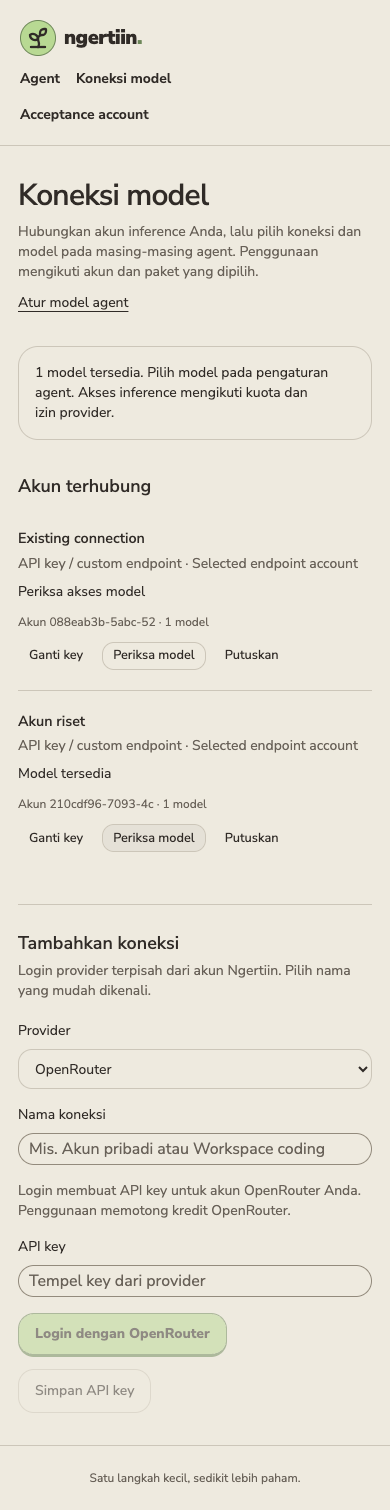 ngertiin.
Agent Koneksi model
Acceptance account
Koneksi model
Hubungkan akun inference Anda, lalu pilih koneksi dan
model pada masing-masing agent. Penggunaan
mengikuti akun dan paket yang dipilih.
Atur model agent
1 model tersedia. Pilih model pada pengaturan
agent. Akses inference mengikuti kuota dan
izin provider.
Akun terhubung
Existing connection
API key / custom endpoint · Selected endpoint account
Periksa akses model
Akun 088eab3b-5abc-52 · 1 model
Ganti key Periksa model Putuskan
Akun riset
API key / custom endpoint · Selected endpoint account
Model tersedia
Akun 210cdf96-7093-4c · 1 model
Ganti key Periksa model Putuskan
Tambahkan koneksi
Login provider terpisah dari akun Ngertiin. Pilih nama
yang mudah dikenali.
Provider
OpenRouter
Nama koneksi
Mis. Akun pribadi atau Workspace coding
Login membuat API key untuk akun OpenRouter Anda.
Penggunaan memotong kredit OpenRouter.
API key
Tempel key dari provider
Login dengan OpenRouter
Simpan API key
Satu langkah kecil, sedikit lebih paham.